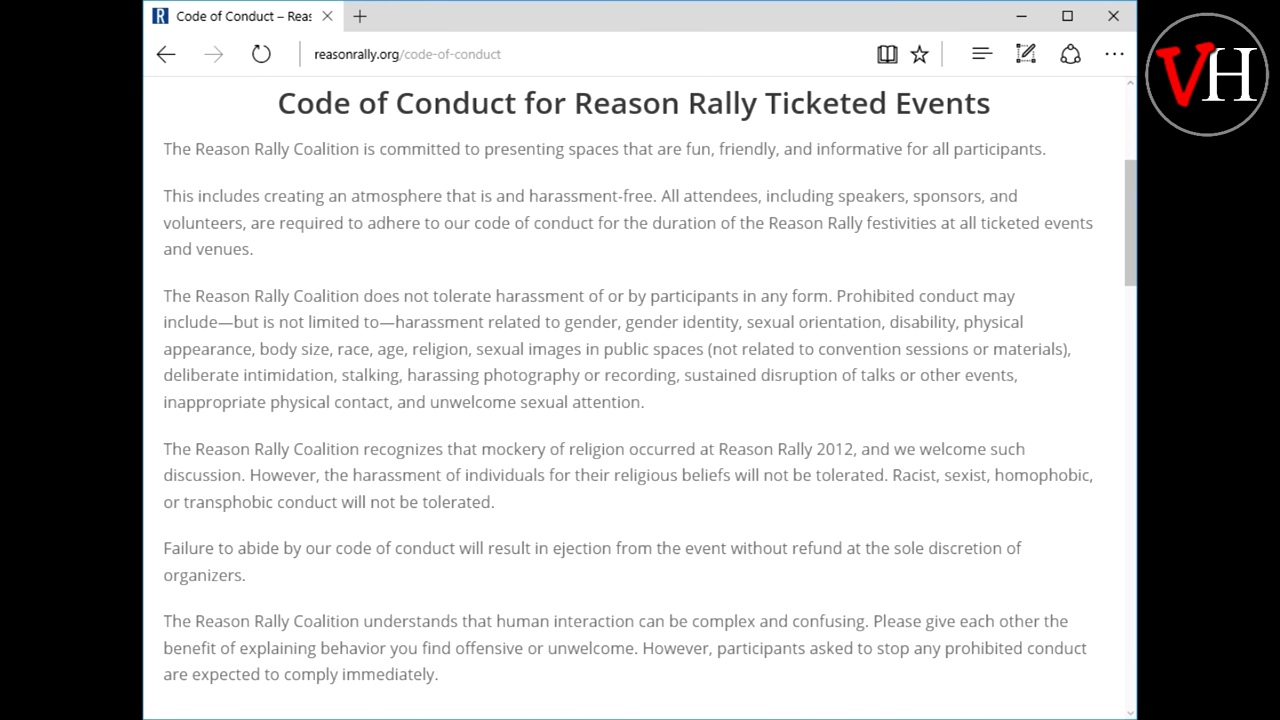 Code of Conduct – Reas
VH
reasonrally.org/code-of-conduct
Code of Conduct for Reason Rally Ticketed Events
The Reason Rally Coalition is committed to presenting spaces that are fun, friendly, and informative for all participants.
This includes creating an atmosphere that is and harassment-free. All attendees, including speakers, sponsors, and
volunteers, are required to adhere to our code of conduct for the duration of the Reason Rally festivities at all ticketed events
and venues.
The Reason Rally Coalition does not tolerate harassment of or by participants in any form. Prohibited conduct may
include—but is not limited to—harassment related to gender, gender identity, sexual orientation, disability, physical
appearance, body size, race, age, religion, sexual images in public spaces (not related to convention sessions or materials),
deliberate intimidation, stalking, harassing photography or recording, sustained disruption of talks or other events,
inappropriate physical contact, and unwelcome sexual attention.
The Reason Rally Coalition recognizes that mockery of religion occurred at Reason Rally 2012, and we welcome such
discussion. However, the harassment of individuals for their religious beliefs will not be tolerated. Racist, sexist, homophobic,
or transphobic conduct will not be tolerated.
Failure to abide by our code of conduct will result in ejection from the event without refund at the sole discretion of
organizers.
The Reason Rally Coalition understands that human interaction can be complex and confusing. Please give each other the
benefit of explaining behavior you find offensive or unwelcome. However, participants asked to stop any prohibited conduct
are expected to comply immediately.